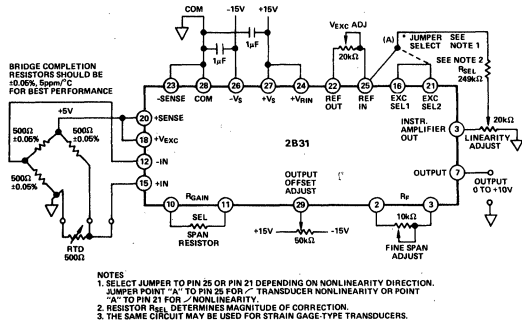 COM
-15V
+15V
1µF
1µF
VEXC ADJ
20kΩ
(A)
* JUMPER SEE
SELECT NOTE 1
SEE NOTE 2
RSEL
249kΩ
BRIDGE COMPLETION
RESISTORS SHOULD BE
±0.05%, 5ppm/°C
FOR BEST PERFORMANCE
23
28
26
27
24
22
25
16
21
-SENSE
COM
-VS
+VS
+VRIN
REF
OUT
REF
IN
EXC
SEL1
EXC
SEL2
+5V
20
+SENSE
18
+VEXC
12
-IN
15
+IN
500Ω
±0.05%
500Ω
±0.05%
500Ω
±0.05%
RTD
500Ω
2B31
INSTR.
AMPLIFIER
OUT
3
20kΩ
LINEARITY
ADJUST
OUTPUT
7
OUTPUT
0 TO +10V
RGAIN
10
11
SEL
SPAN
RESISTOR
OUTPUT
OFFSET
ADJUST
29
+15V
-15V
50kΩ
RF
2
3
10kΩ
FINE SPAN
ADJUST
NOTES
1. SELECT JUMPER TO PIN 25 OR PIN 21 DEPENDING ON NONLINEARITY DIRECTION.
JUMPER POINT "A" TO PIN 25 FOR TRANSDUCER NONLINEARITY OR POINT
"A" TO PIN 21 FOR NONLINEARITY.
2. RESISTOR RSEL DETERMINES MAGNITUDE OF CORRECTION.
3. THE SAME CIRCUIT MAY BE USED FOR STRAIN GAGE-TYPE TRANSDUCERS.